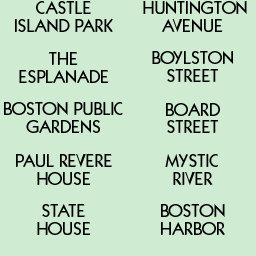 CASTLE
ISLAND PARK
THE
ESPLANADE
BOSTON PUBLIC
GARDENS
PAUL REVERE
HOUSE
STATE
HOUSE
HUNTINGTON
AVENUE
BOYLSTON
STREET
BOARD
STREET
MYSTIC
RIVER
BOSTON
HARBOR